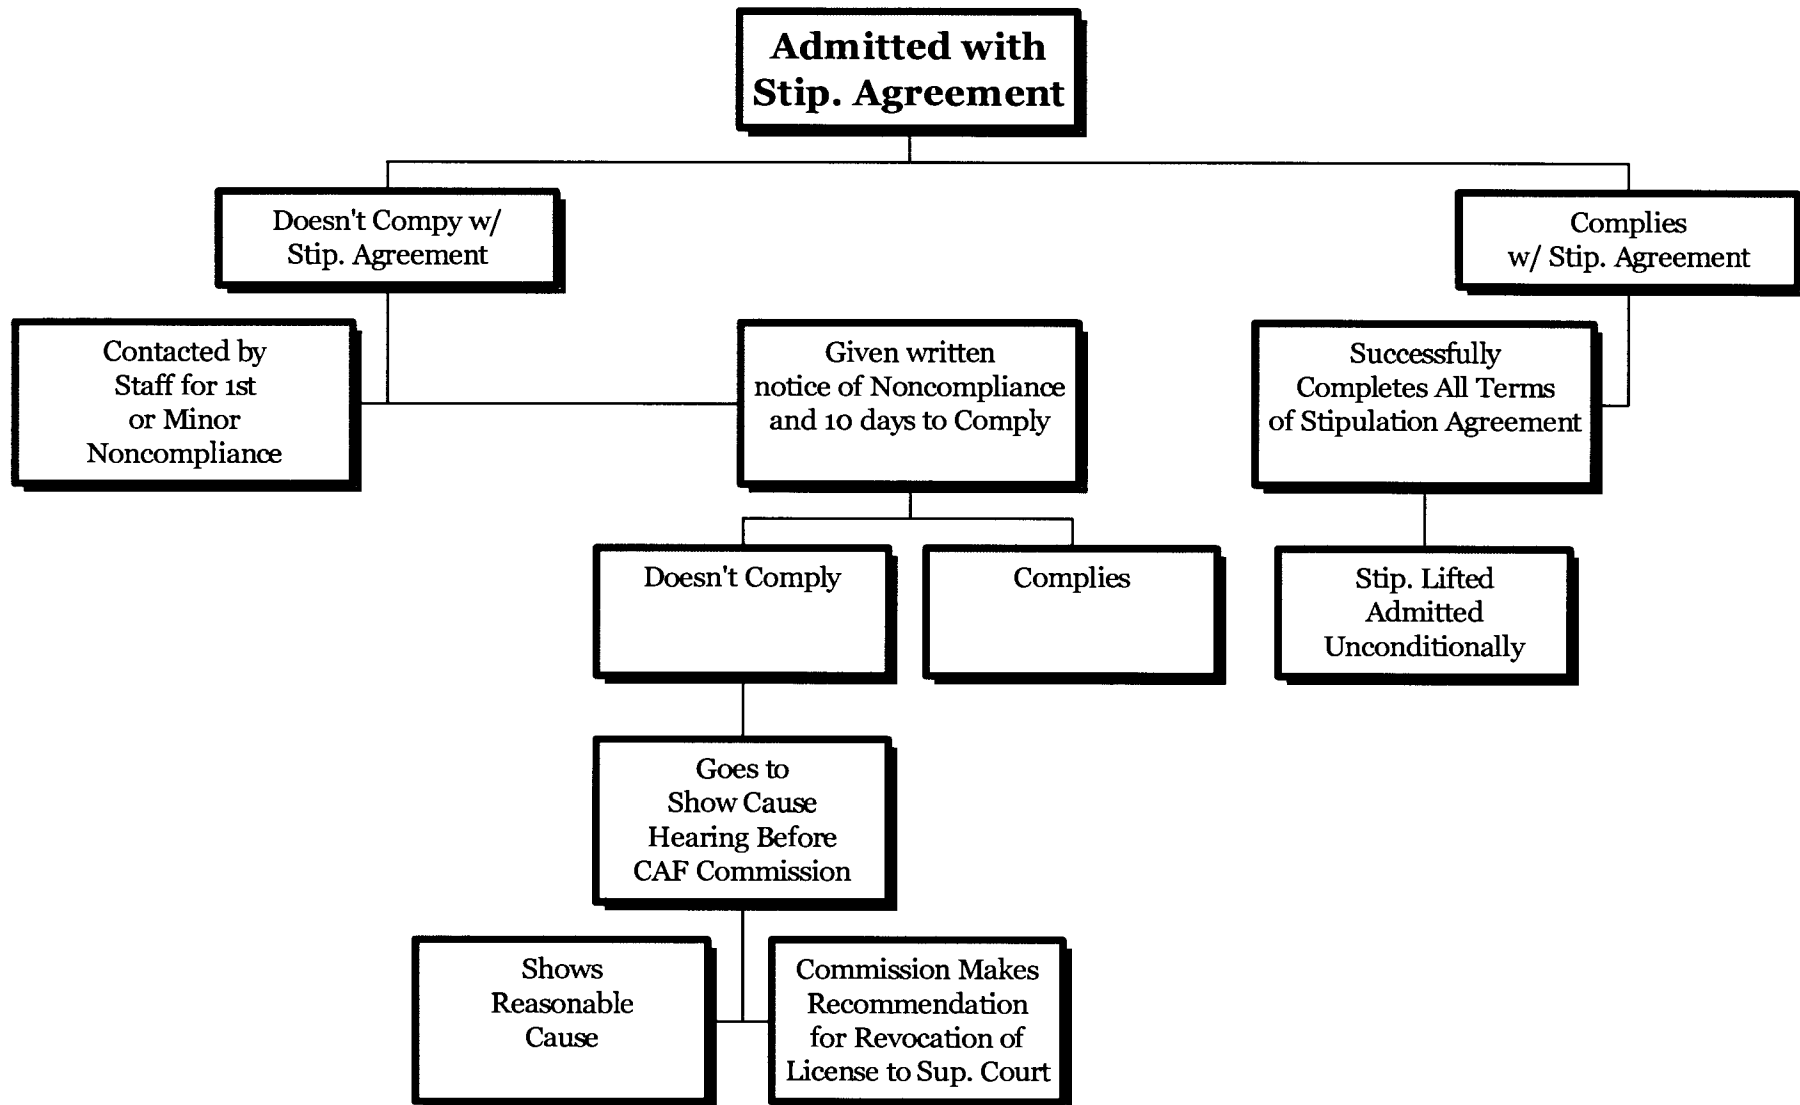 Admitted with
Stip. Agreement
Doesn't Compy w/
Stip. Agreement
Complies
w/ Stip. Agreement
Contacted by
Staff for 1st
or Minor
Noncompliance
Given written
notice of Noncompliance
and 10 days to Comply
Successfully
Completes All Terms
of Stipulation Agreement
Doesn't Comply
Complies
Stip. Lifted
Admitted
Unconditionally
Goes to
Show Cause
Hearing Before
CAF Commission
Shows
Reasonable
Cause
Commission Makes
Recommendation
for Revocation of
License to Sup. Court